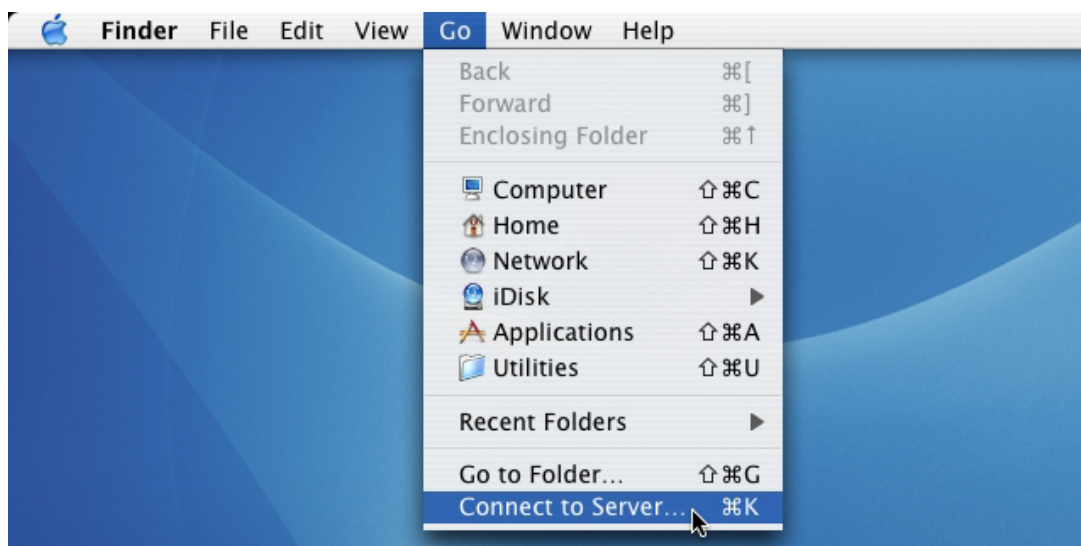 Finder File Edit View Go Window Help
Back ⌘[
Forward ⌘]
Enclosing Folder ⌘↑
Computer ⇧⌘C
Home ⇧⌘H
Network ⇧⌘K
iDisk
Applications ⇧⌘A
Utilities ⇧⌘U
Recent Folders
Go to Folder... ⇧⌘G
Connect to Server... ⌘K